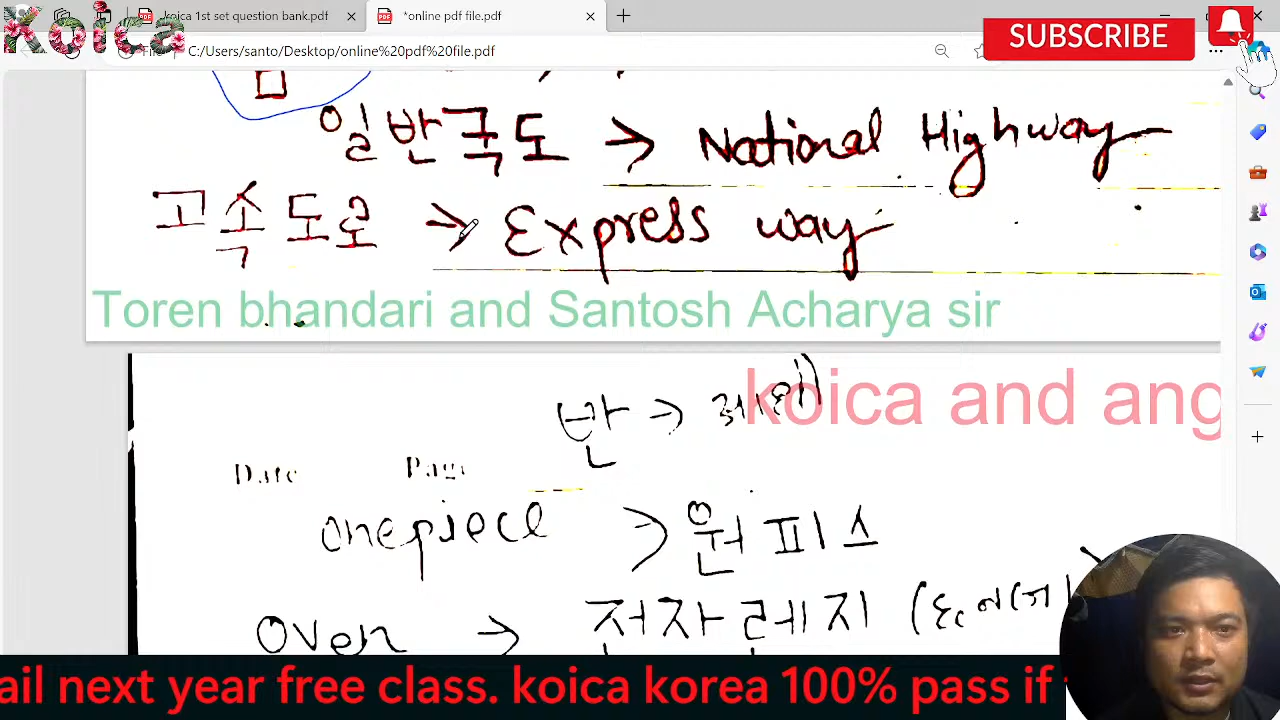 Koica
koica 1st set question bank.pdf
*online pdf file.pdf
C:/Users/santo/Desktop/online%20pdf%20file.pdf
SUBSCRIBE
일반국도 → National Highway
고속도로 → Express way
Toren bhandari and Santosh Acharya sir
koica and ang
반 →
Date Page
onepiece → 원피스
Oven → 전자레지
ail next year free class. koica korea 100% pass if